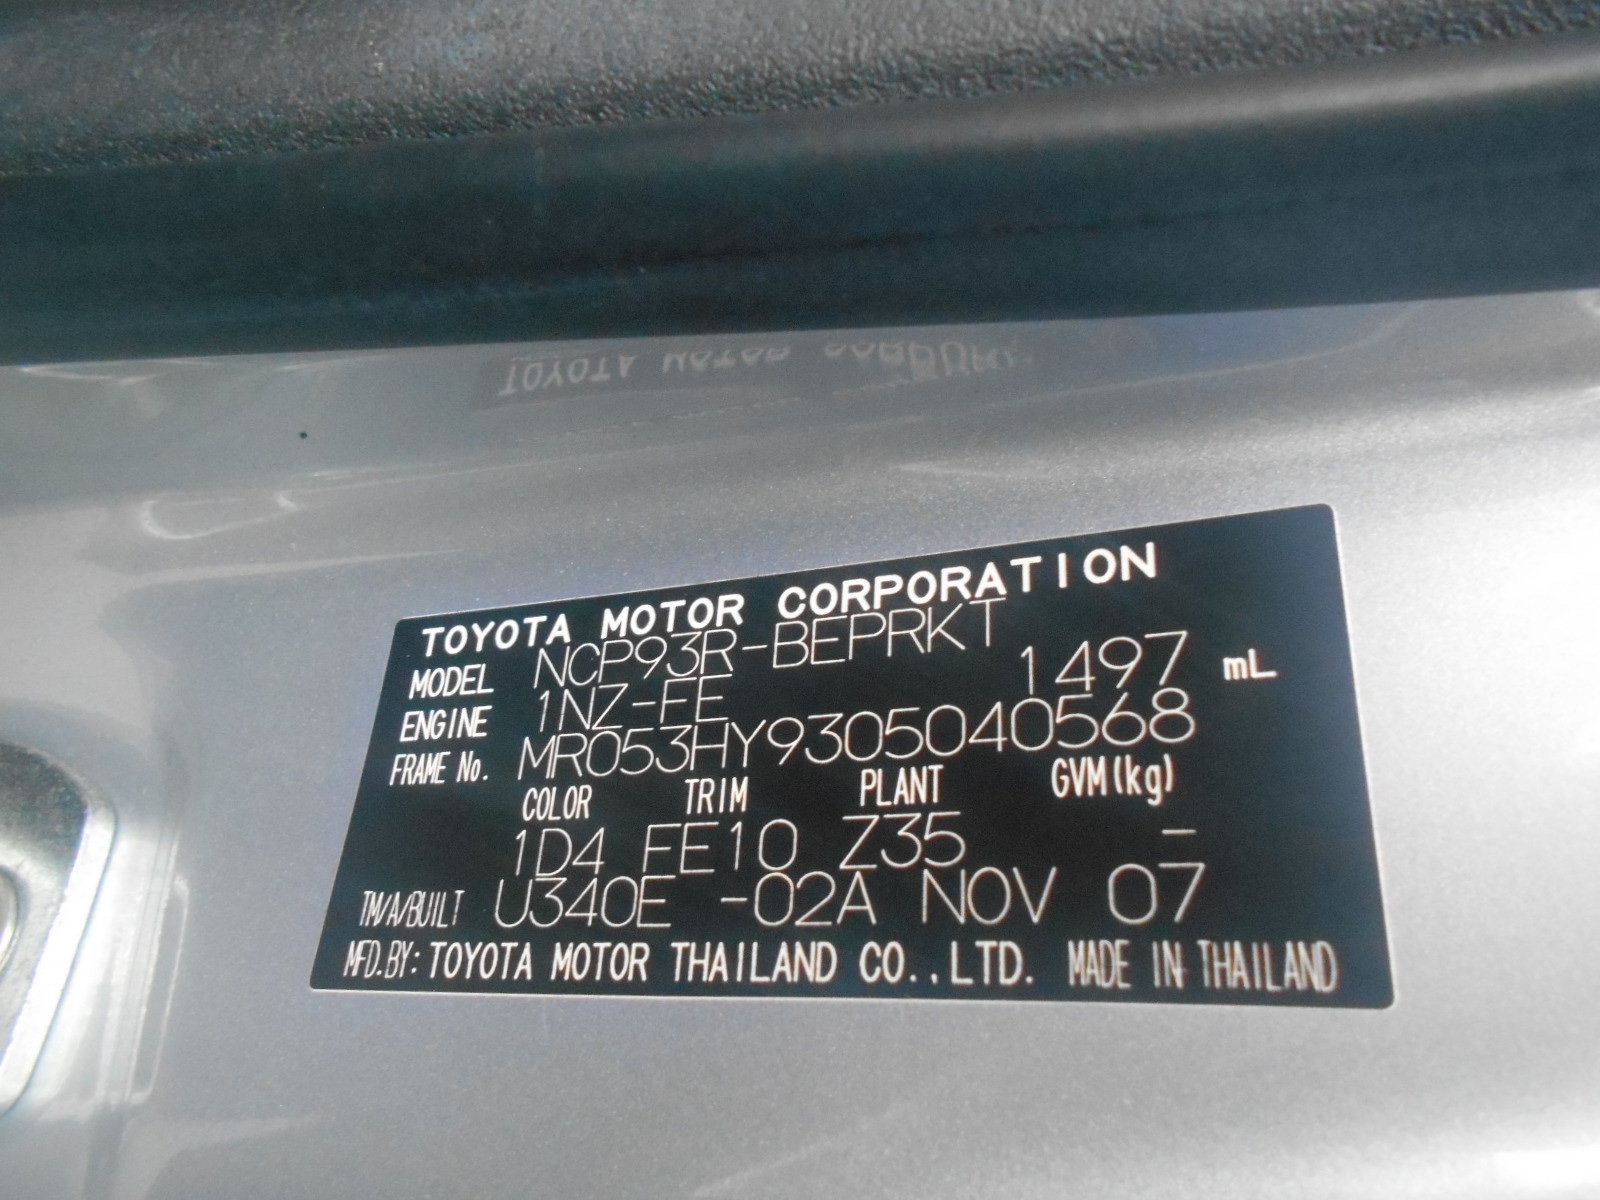 TOYOTA MOTOR CORPORATION
MODEL NCP93R-BEPRKT
ENGINE 1NZ-FE 1497 mL
FRAME No. MR053HY9305040568
COLOR TRIM PLANT GVM(kg)
1D4 FE10 Z35 -
TM/A/BUILT U340E -02A NOV 07
MFD.BY: TOYOTA MOTOR THAILAND CO.,LTD. MADE IN THAILAND